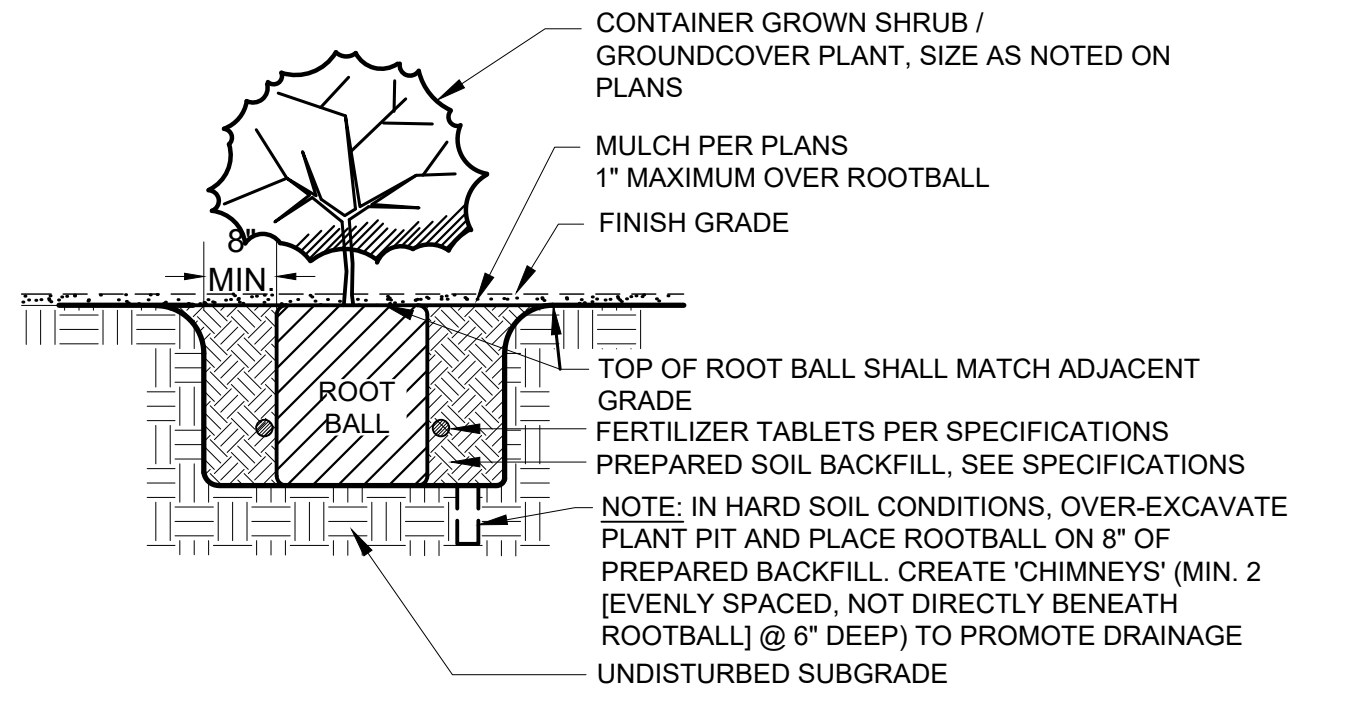 CONTAINER GROWN SHRUB /
GROUNDCOVER PLANT, SIZE AS NOTED ON
PLANS
MULCH PER PLANS
1" MAXIMUM OVER ROOTBALL
FINISH GRADE
8"
MIN.
ROOT
BALL
TOP OF ROOT BALL SHALL MATCH ADJACENT
GRADE
FERTILIZER TABLETS PER SPECIFICATIONS
PREPARED SOIL BACKFILL, SEE SPECIFICATIONS
NOTE: IN HARD SOIL CONDITIONS, OVER-EXCAVATE
PLANT PIT AND PLACE ROOTBALL ON 8" OF
PREPARED BACKFILL. CREATE 'CHIMNEYS' (MIN. 2
[EVENLY SPACED, NOT DIRECTLY BENEATH
ROOTBALL] @ 6" DEEP) TO PROMOTE DRAINAGE
UNDISTURBED SUBGRADE